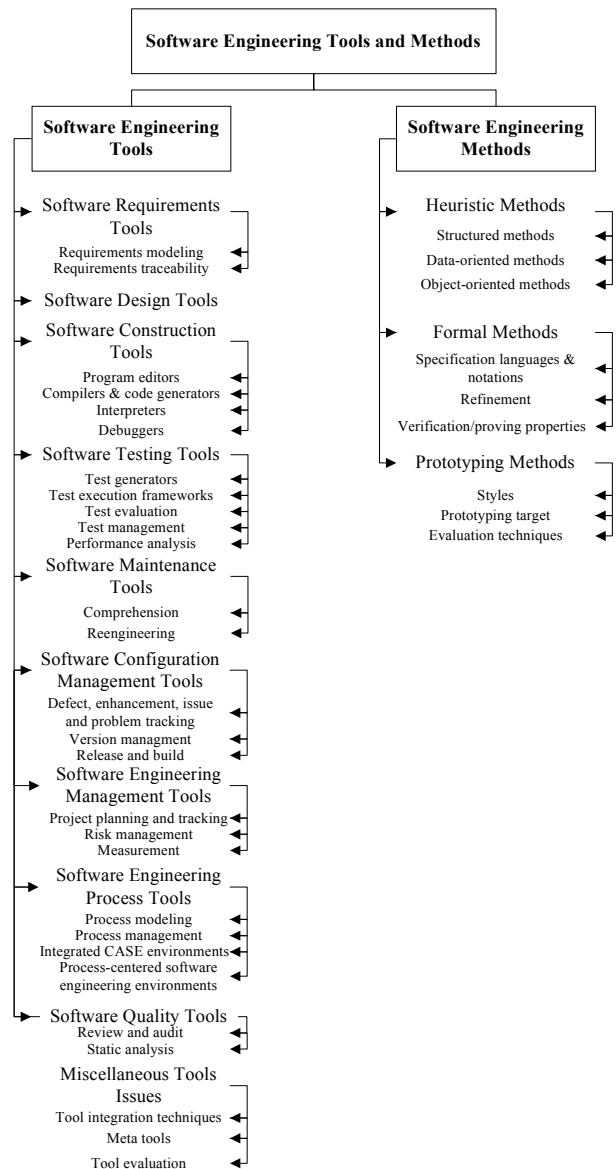 Software Engineering Tools and Methods
Software Engineering
Tools
Software Requirements
Tools
Requirements modeling
Requirements traceability
Software Design Tools
Software Construction
Tools
Program editors
Compilers & code generators
Interpreters
Debuggers
Software Testing Tools
Test generators
Test execution frameworks
Test evaluation
Test management
Performance analysis
Software Maintenance
Tools
Comprehension
Reengineering
Software Configuration
Management Tools
Defect, enhancement, issue
and problem tracking
Version managment
Release and build
Software Engineering
Management Tools
Project planning and tracking
Risk management
Measurement
Software Engineering
Process Tools
Process modeling
Process management
Integrated CASE environments
Process-centered software
engineering environments
Software Quality Tools
Review and audit
Static analysis
Miscellaneous Tools
Issues
Tool integration techniques
Meta tools
Tool evaluation
Software Engineering
Methods
Heuristic Methods
Structured methods
Data-oriented methods
Object-oriented methods
Formal Methods
Specification languages &
notations
Refinement
Verification/proving properties
Prototyping Methods
Styles
Prototyping target
Evaluation techniques